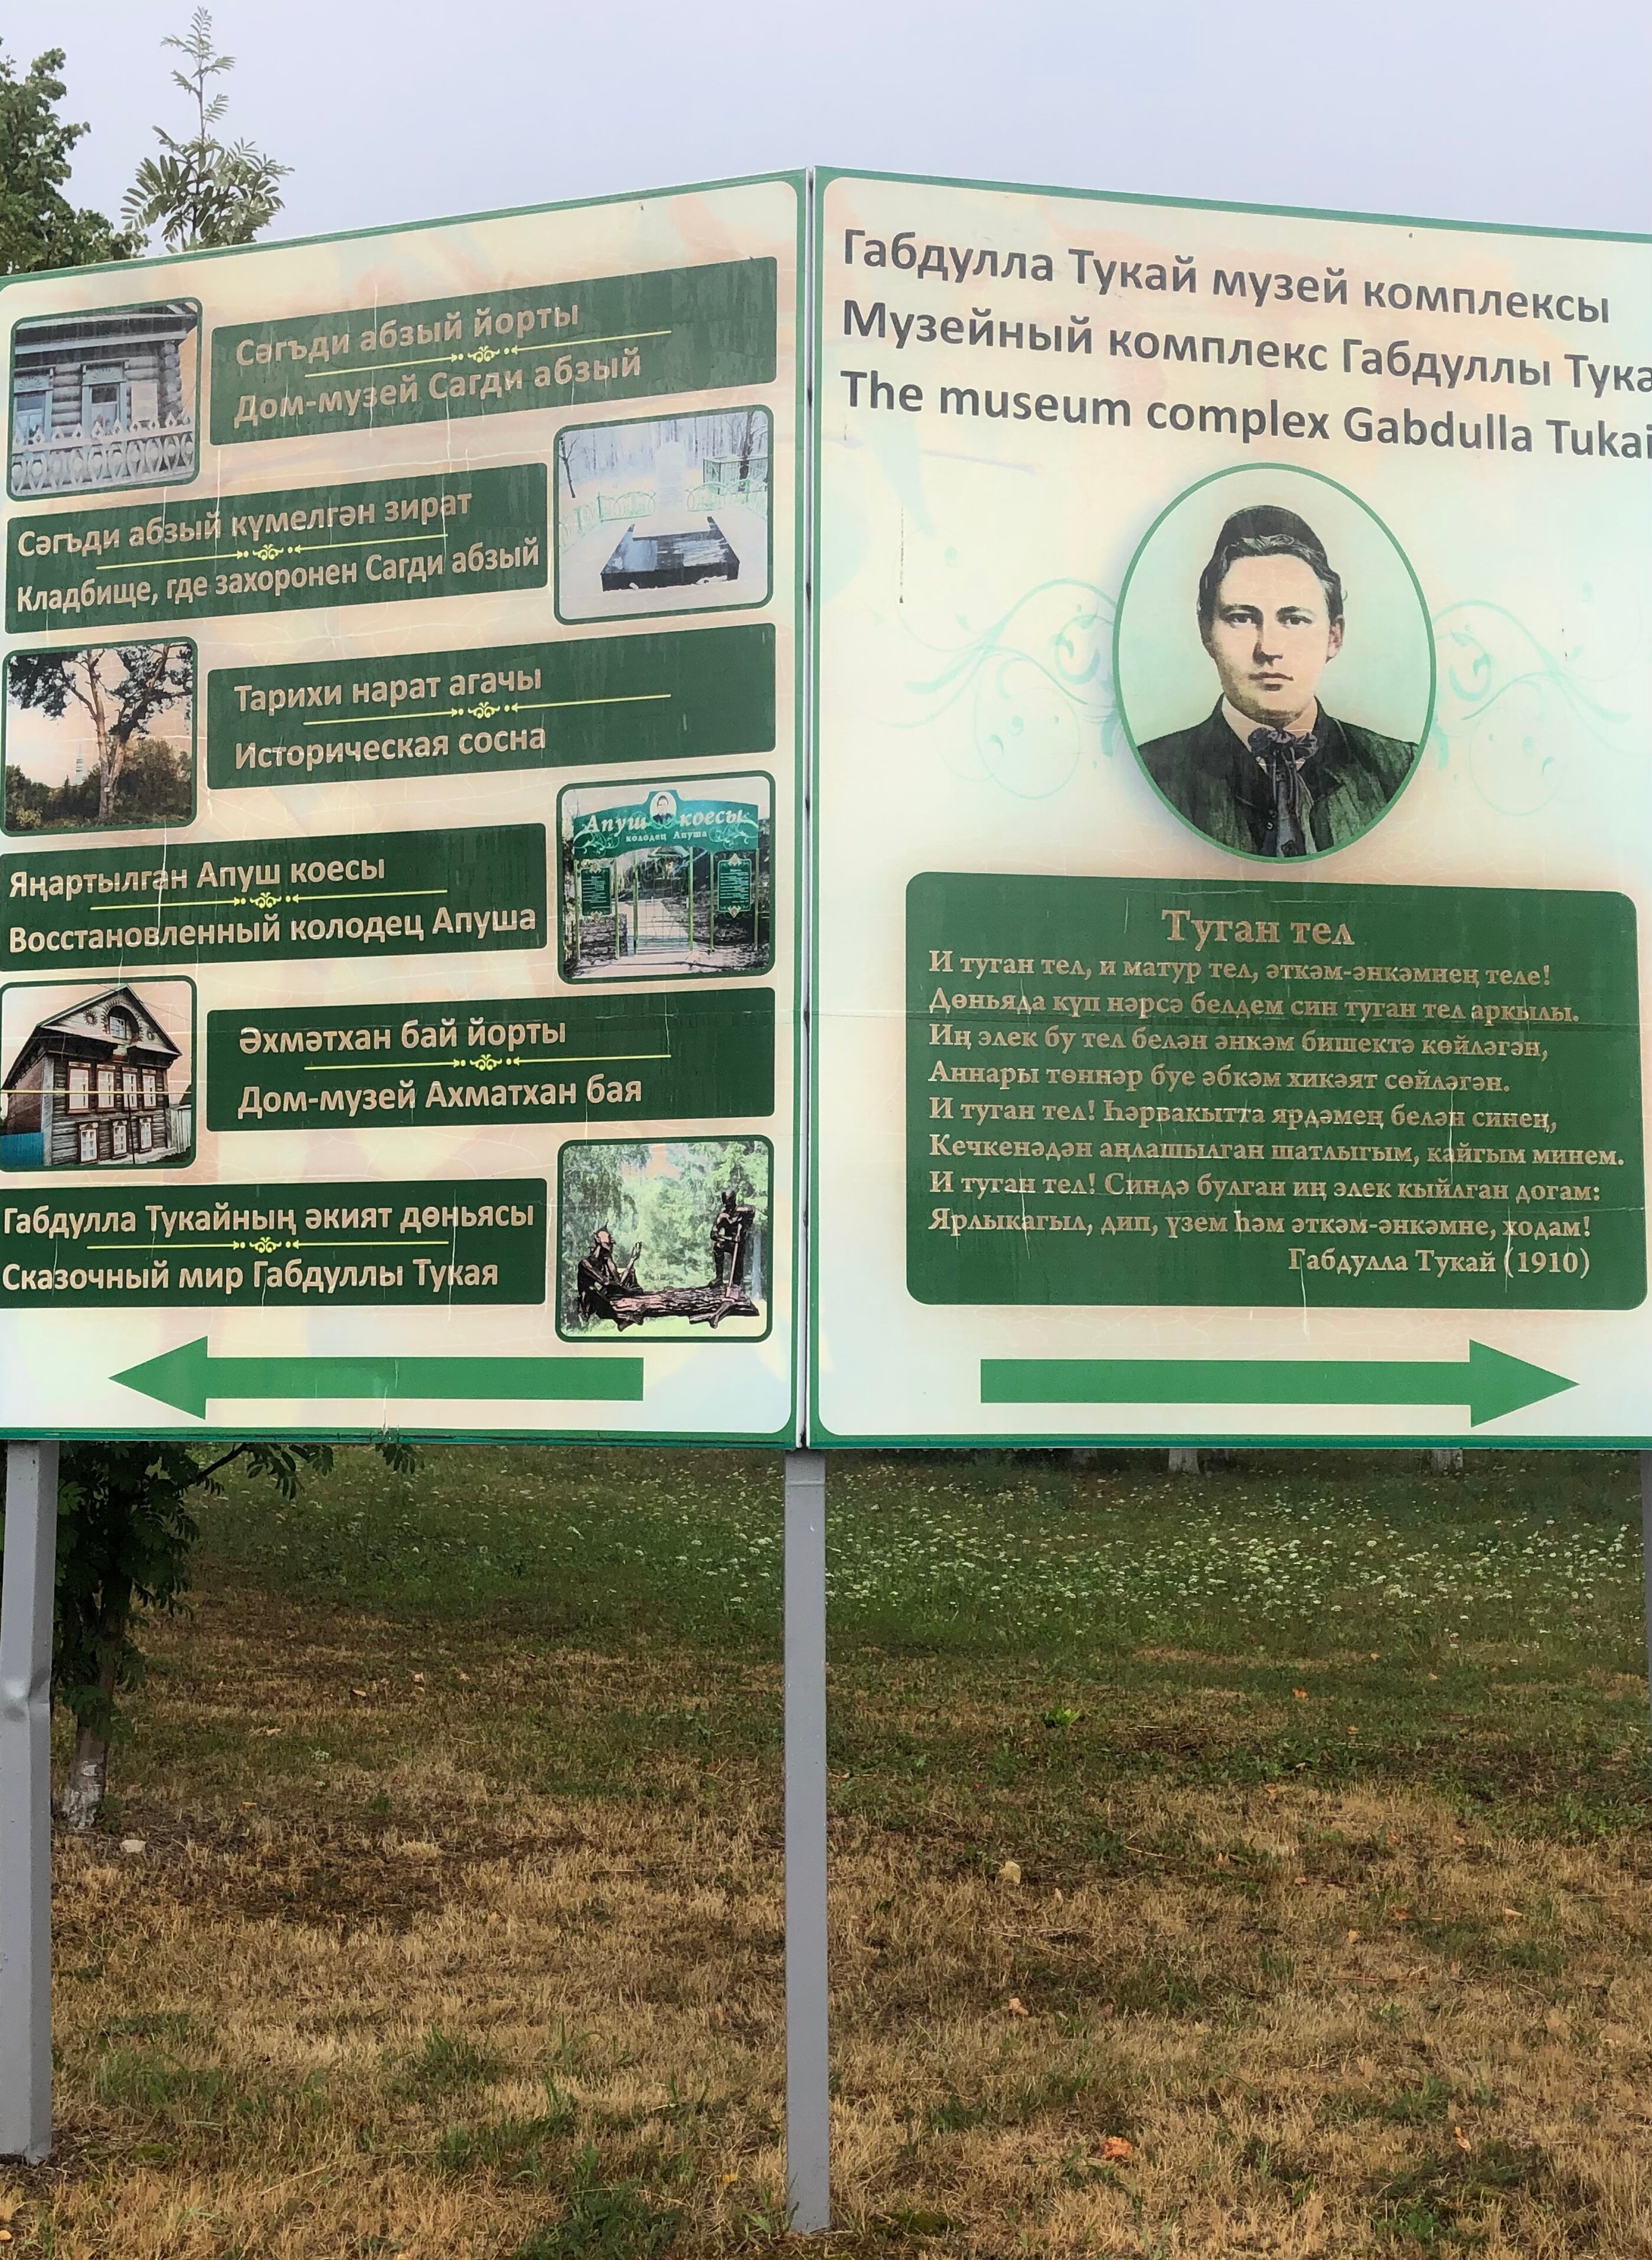 Сәгъди абзый йорты
Дом-музей Сагди абзый
Сәгъди абзый күмелгән зират
Кладбище, где захоронен Сагди абзый
Тарихи нарат агачы
Историческая сосна
Яңартылган Апуш коесы
Восстановленный колодец Апуша
Апуш коесы
колодец Апуша
Әхмәтхан бай йорты
Дом-музей Ахматхан бая
Габдулла Тукайның әкият дөньясы
Сказочный мир Габдуллы Тукая
Габдулла Тукай музей комплексы
Музейный комплекс Габдуллы Тука
The museum complex Gabdulla Tukai
Туган тел
И туган тел, и матур тел, әткәм-әнкәмнең теле!
Дөньяда күп нәрсә белдем син туган тел аркылы.
Иң элек бу тел белән әнкәм бишектә көйләгән,
Аннары төннәр буе әбкәм хикәят сөйләгән.
И туган тел! Һәрвакытта ярдәмең белән синең,
Кечкенәдән аңлашылган шатлыгым, кайгым минем.
И туган тел! Синдә булган иң элек кыйлган догам:
Ярлыкагыл, дип, үзем һәм әткәм-әнкәмне, ходам!
Габдулла Тукай (1910)